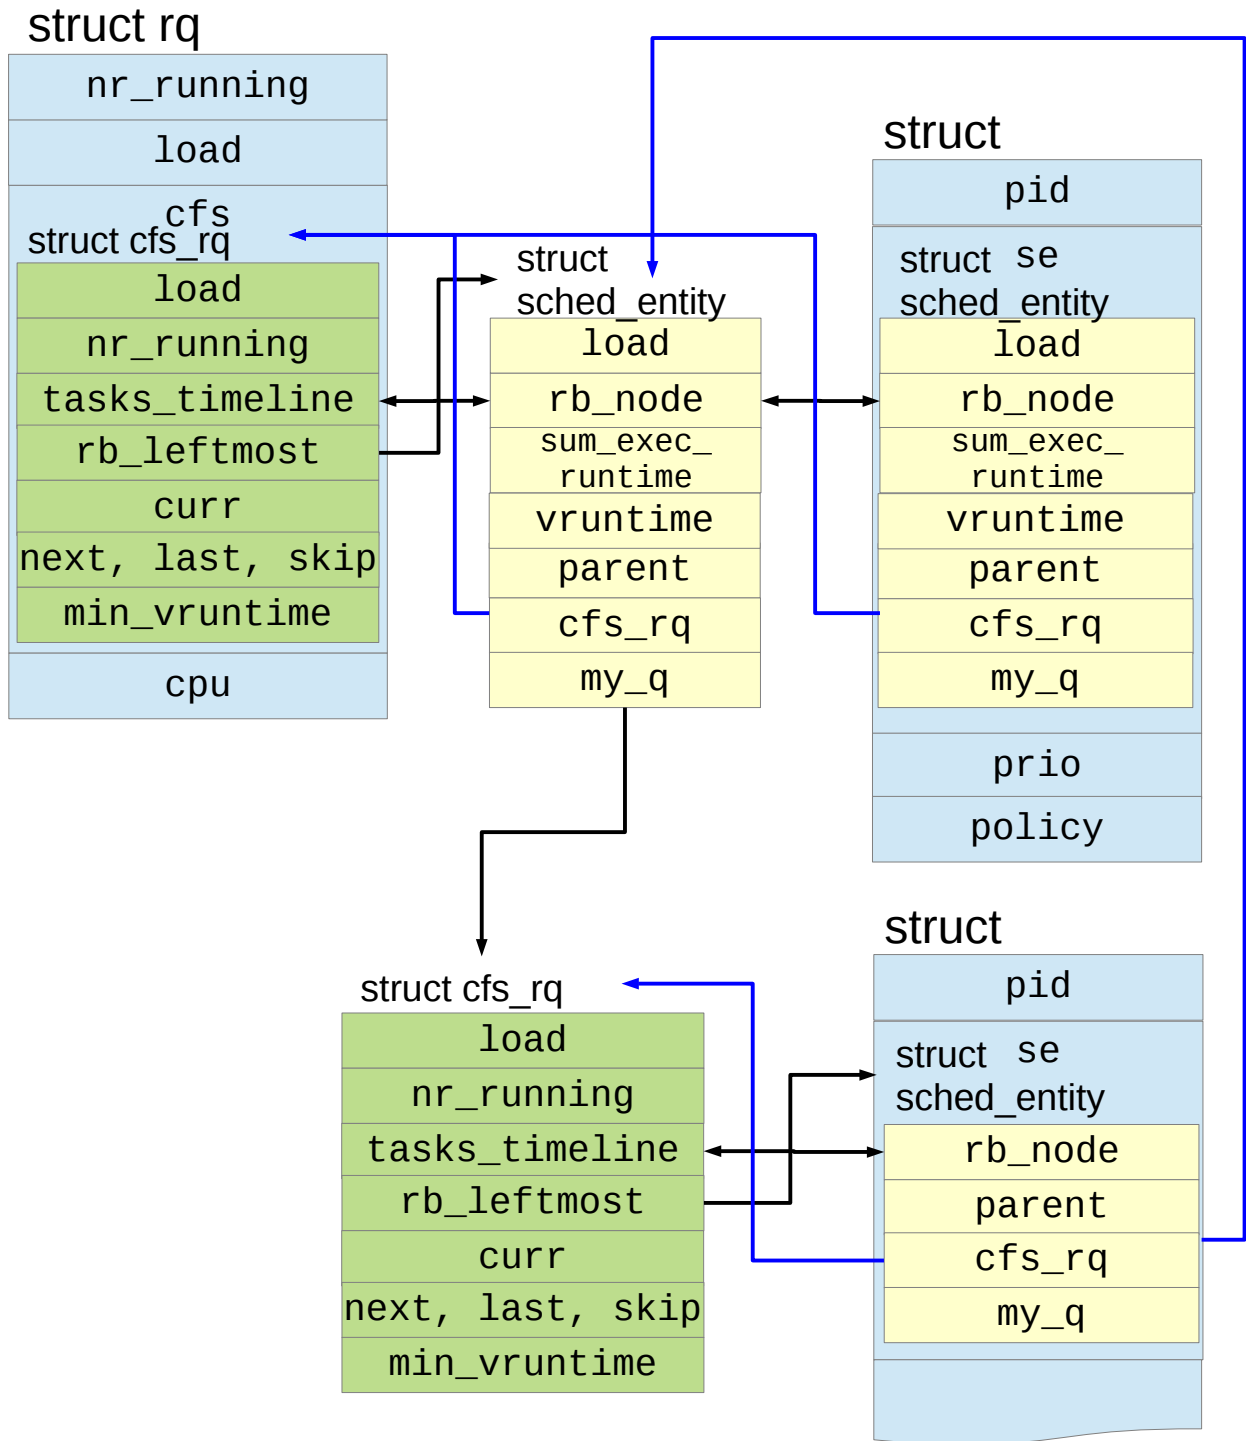 struct rq
nr_running
load
cfs
struct cfs_rq
load
nr_running
tasks_timeline
rb_leftmost
curr
next, last, skip
min_vruntime
cpu
struct
sched_entity
load
rb_node
sum_exec_
runtime
vruntime
parent
cfs_rq
my_q
struct
pid
struct se
sched_entity
load
rb_node
sum_exec_
runtime
vruntime
parent
cfs_rq
my_q
prio
policy
struct cfs_rq
load
nr_running
tasks_timeline
rb_leftmost
curr
next, last, skip
min_vruntime
struct
pid
struct se
sched_entity
rb_node
parent
cfs_rq
my_q